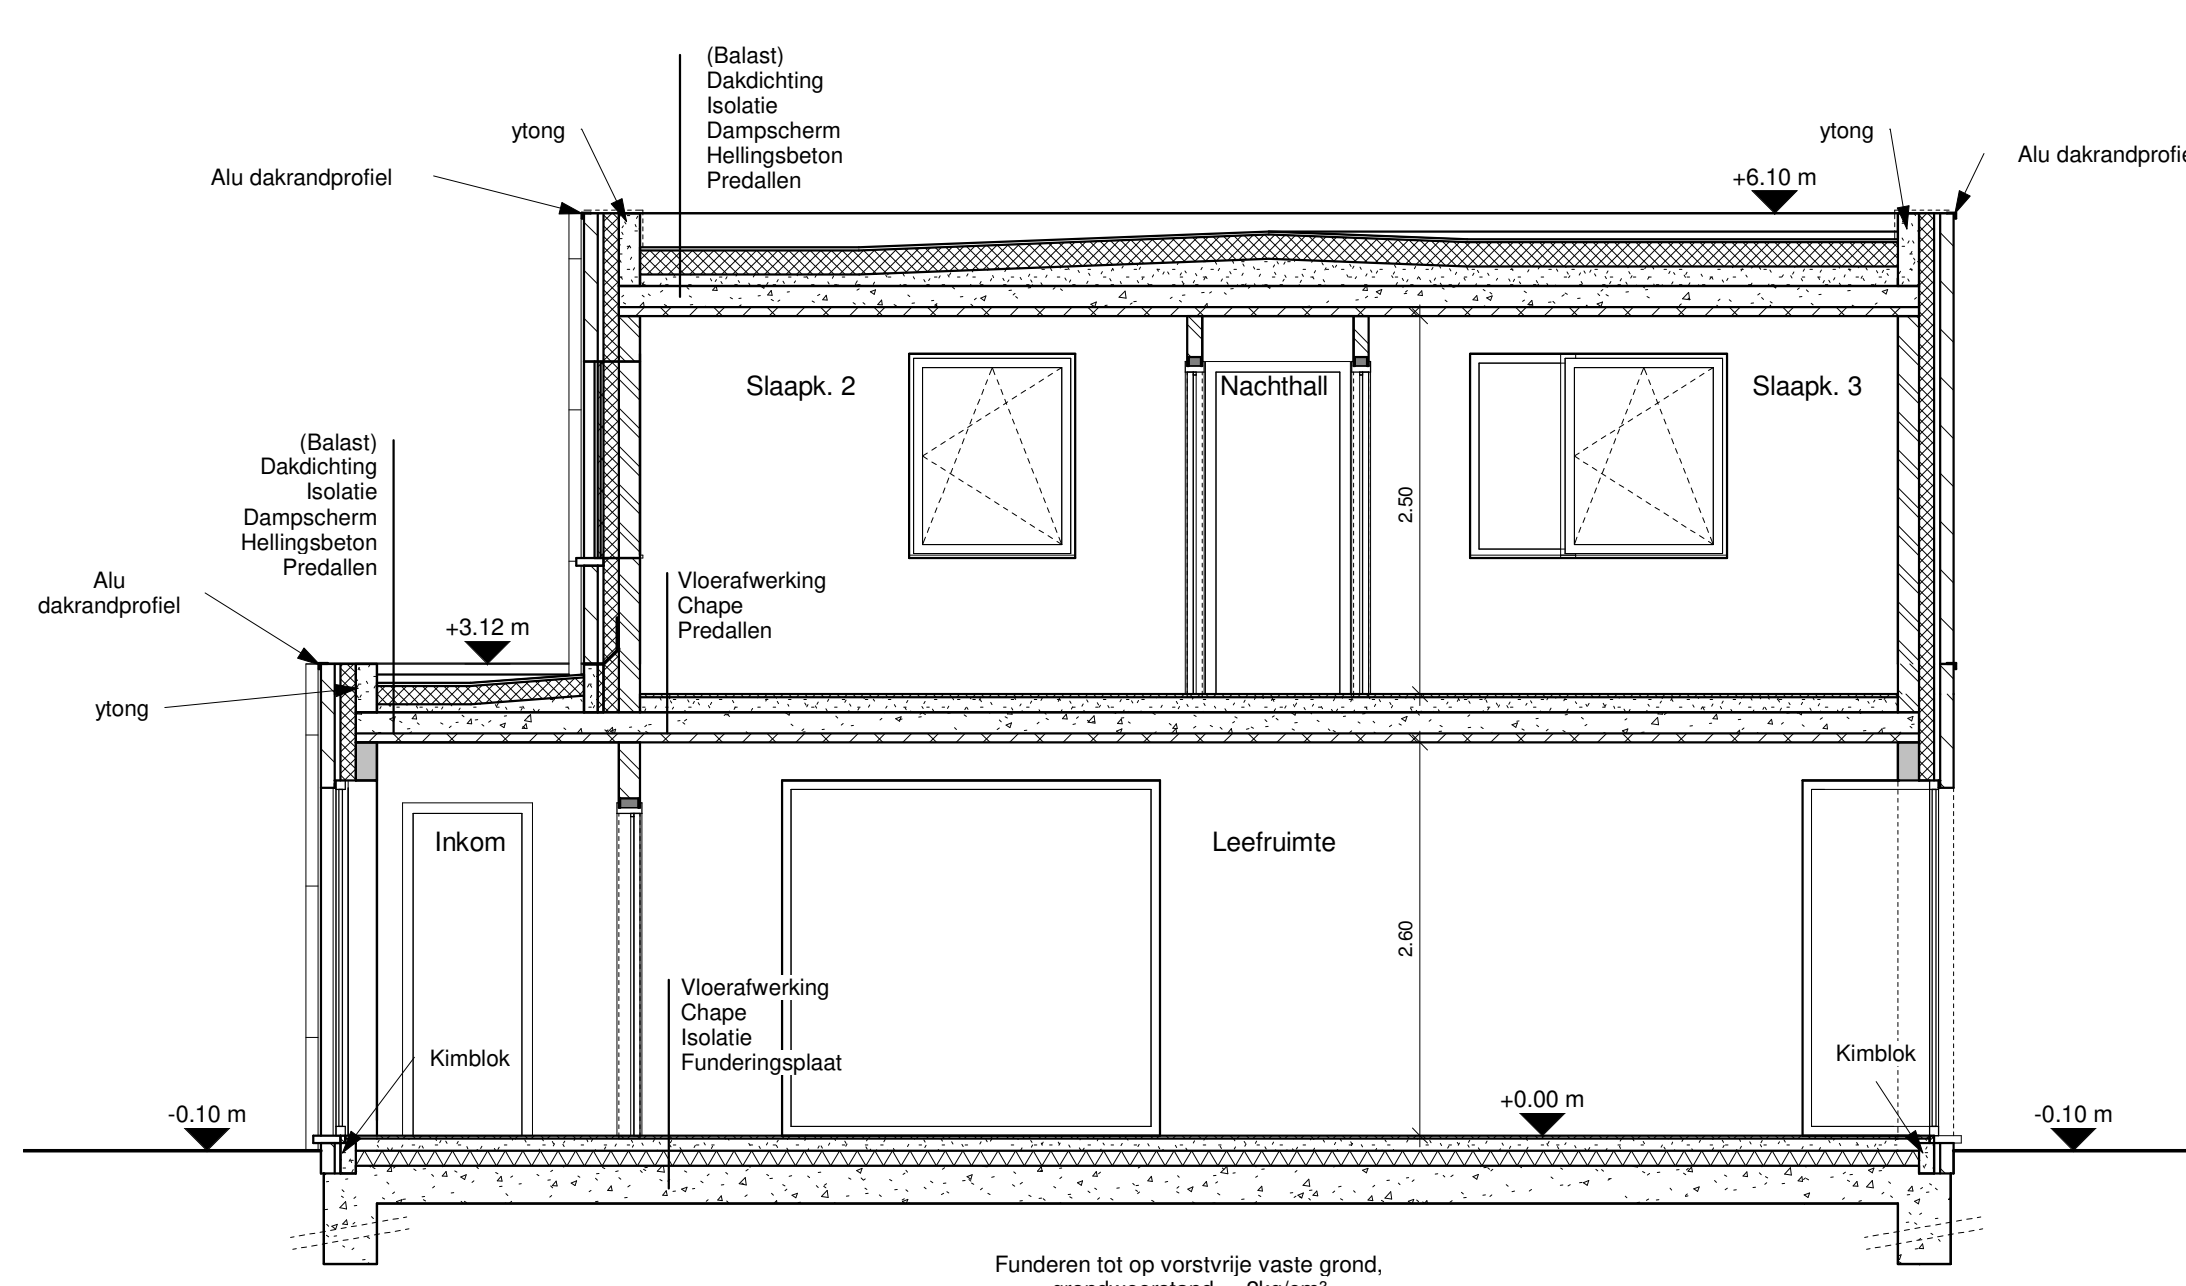 (Balast)
Dakdichting
Isolatie
Dampscherm
Hellingsbeton
Predallen
ytong
Alu dakrandprofiel
ytong
Alu dakrandprofie
+6.10 m
Slaapk. 2
Nachthall
Slaapk. 3
2.50
(Balast)
Dakdichting
Isolatie
Dampscherm
Hellingsbeton
Predallen
Alu
dakrandprofiel
+3.12 m
ytong
Vloerafwerking
Chape
Predallen
Inkom
Leefruimte
2.60
Vloerafwerking
Chape
Isolatie
Funderingsplaat
Kimblok
Kimblok
-0.10 m
+0.00 m
-0.10 m
Funderen tot op vorstvrije vaste grond,